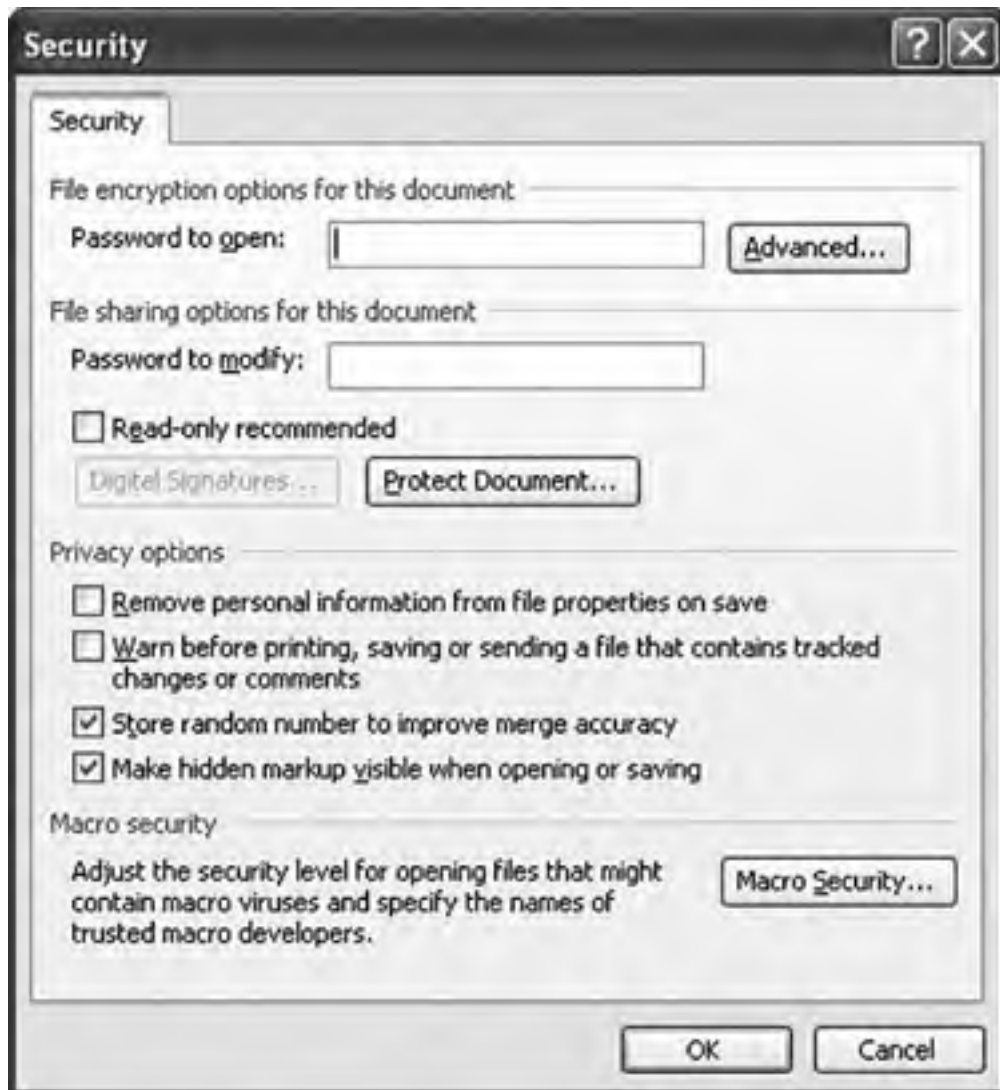 Security
Security
File encryption options for this document
Password to open:
Advanced...
File sharing options for this document
Password to modify:
Read-only recommended
Digital Signatures...
Protect Document...
Privacy options
Remove personal information from file properties on save
Warn before printing, saving or sending a file that contains tracked
changes or comments
Store random number to improve merge accuracy
Make hidden markup visible when opening or saving
Macro security
Adjust the security level for opening files that might
contain macro viruses and specify the names of
trusted macro developers.
Macro Security...
OK
Cancel